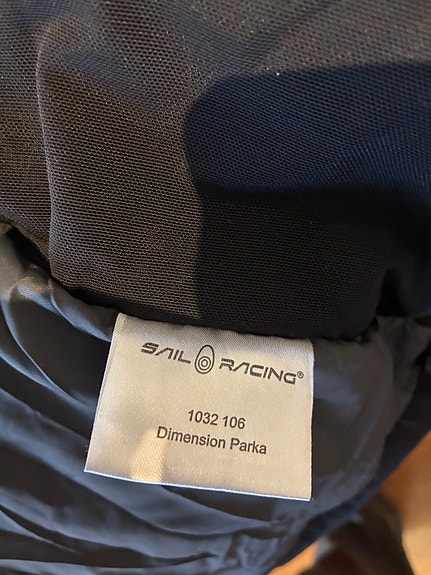 SAIL RACING®
1032 106
Dimension Parka